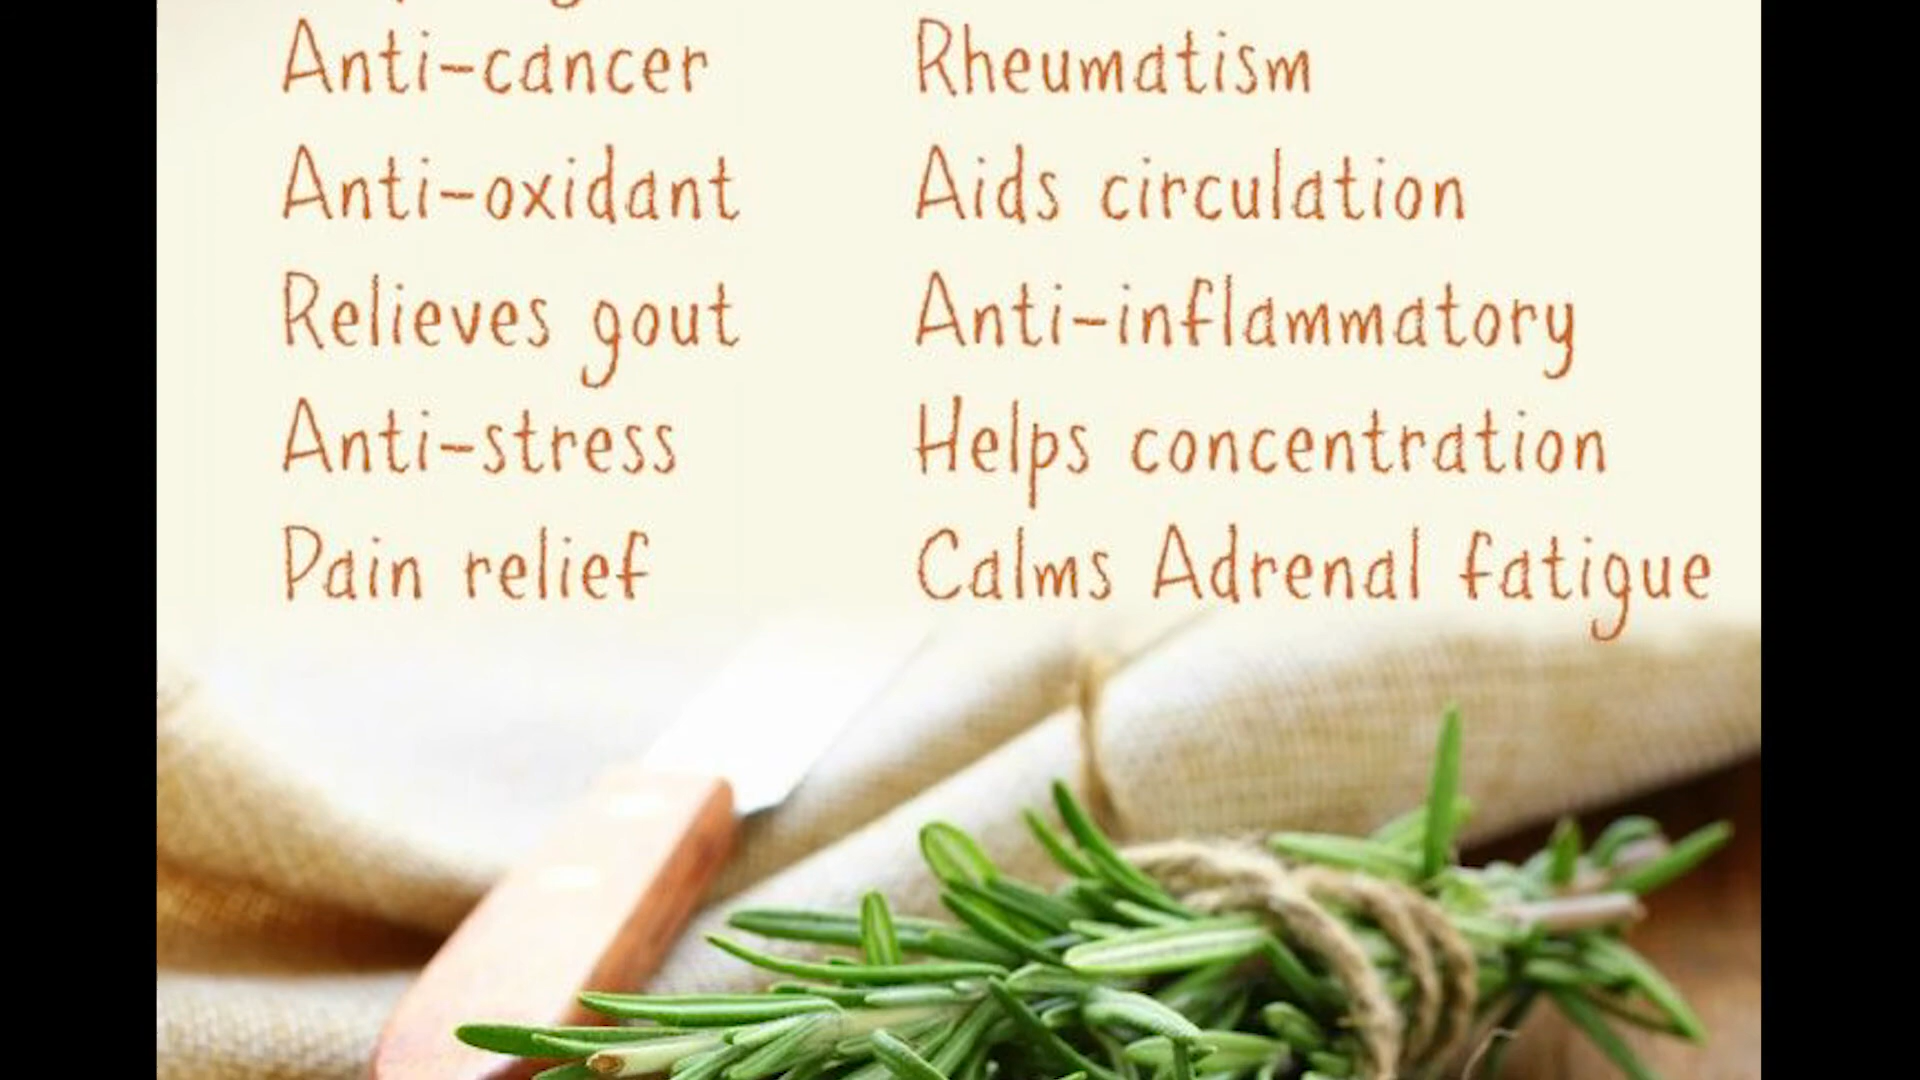 Anti-cancer
Anti-oxidant
Relieves gout
Anti-stress
Pain relief
Rheumatism
Aids circulation
Anti-inflammatory
Helps concentration
Calms Adrenal fatigue